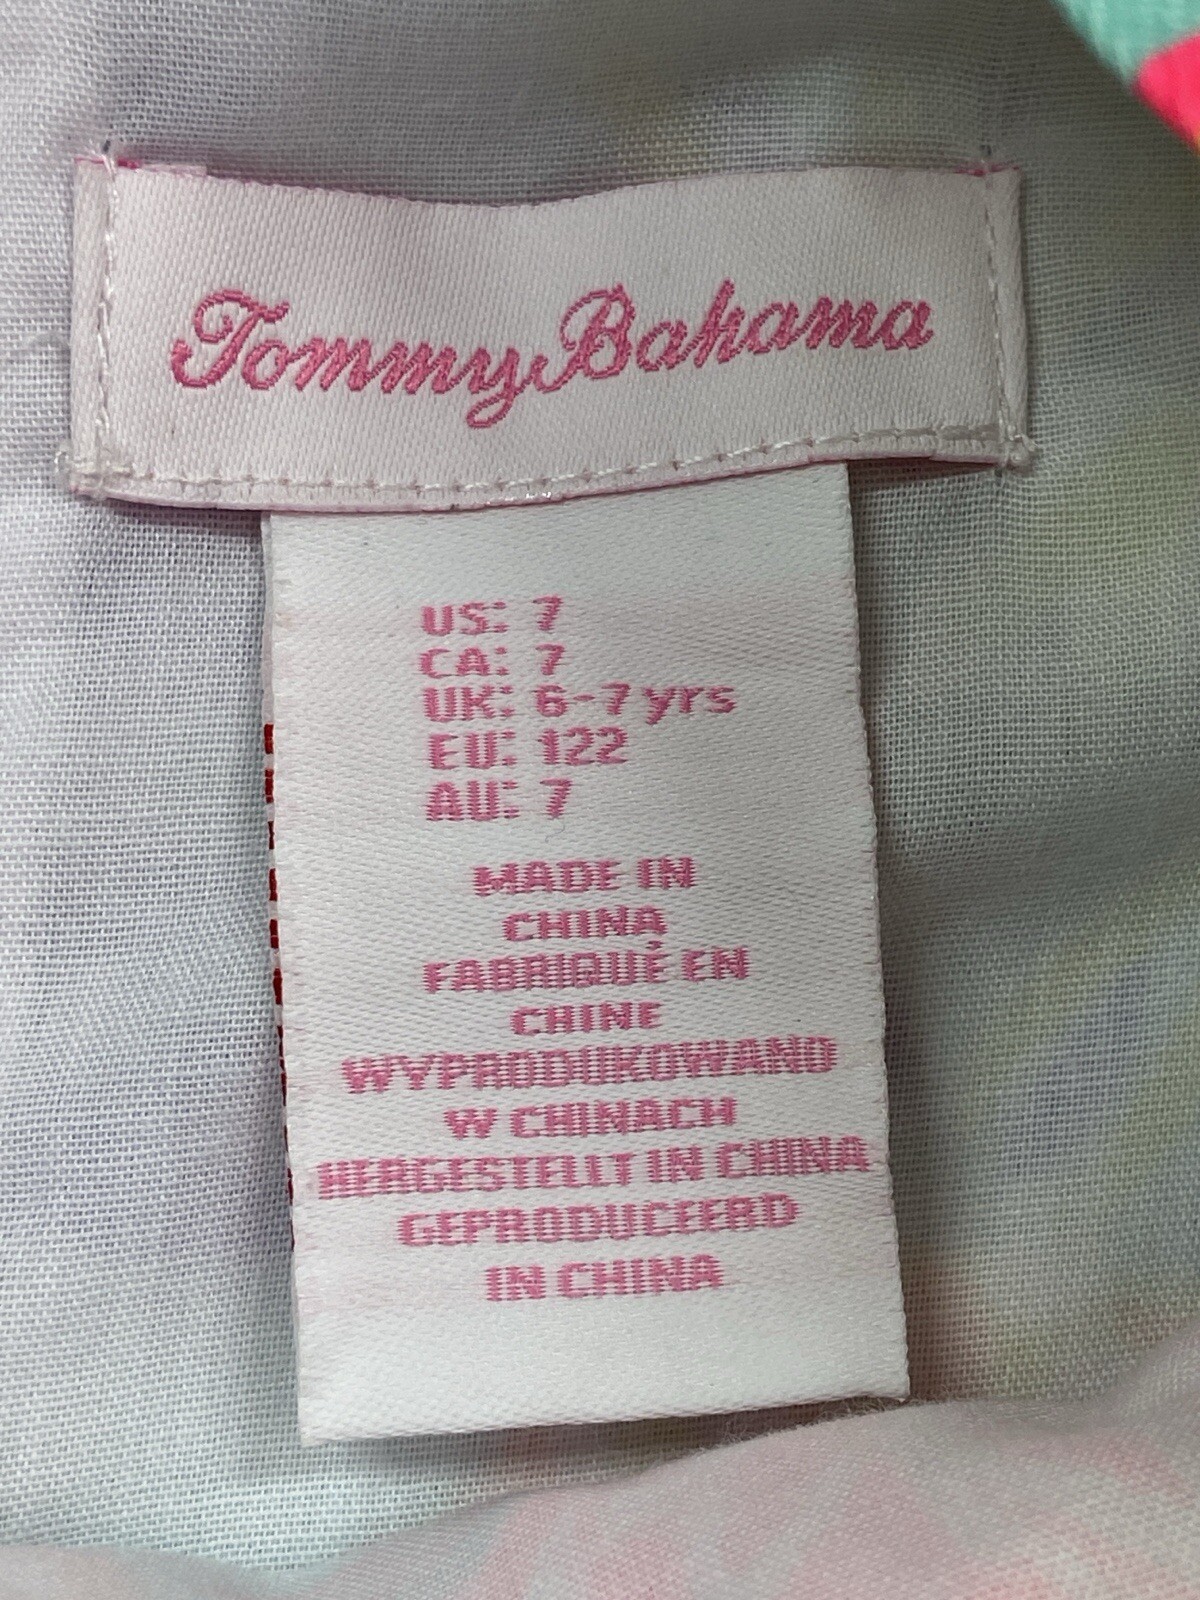 Tommy Bahama
US: 7
CA: 7
UK: 6-7 yrs
EU: 122
AU: 7
MADE IN
CHINA
FABRIQUÉ EN
CHINE
WYPRODUKOWANO
W CHINACH
HERGESTELLT IN CHINA
GEPRODUCEERD
IN CHINA